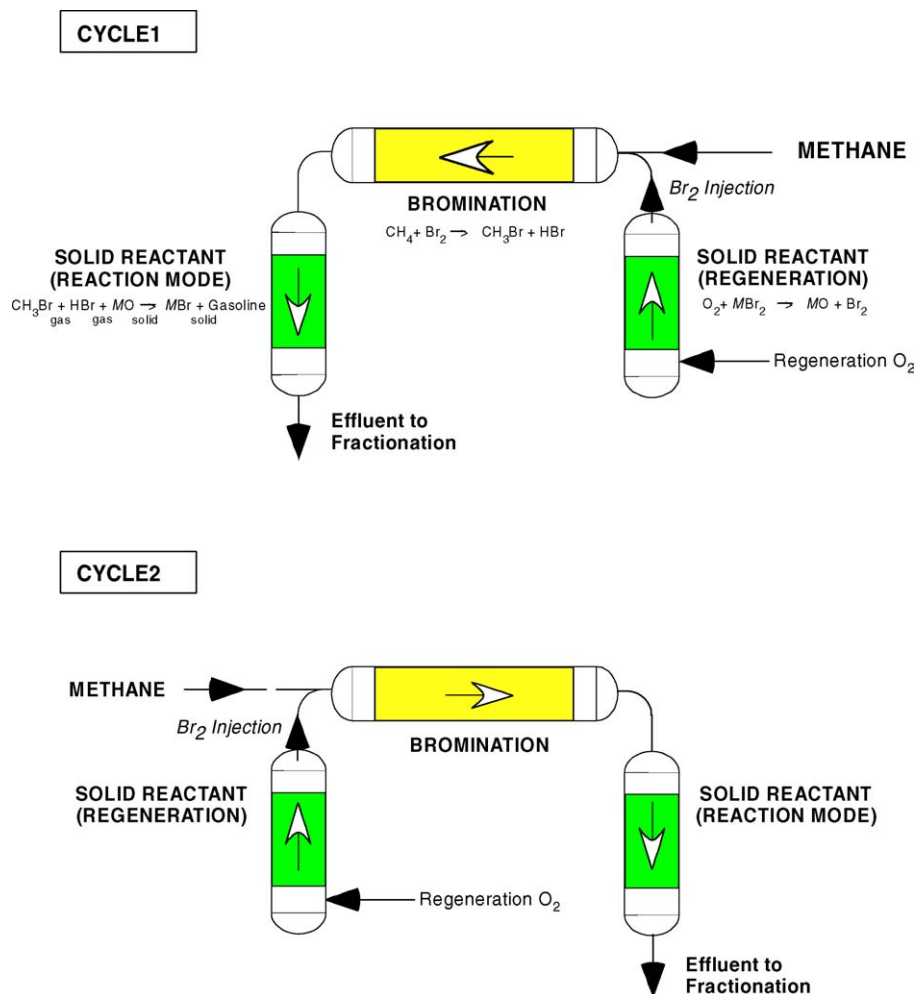 CYCLE1
METHANE
Br₂ Injection
BROMINATION
CH₄ + Br₂ → CH₃Br + HBr
SOLID REACTANT
(REACTION MODE)
CH₃Br + HBr + MO → MBr + Gasoline
gas gas solid solid
SOLID REACTANT
(REGENERATION)
O₂ + MBr₂ → MO + Br₂
Regeneration O₂
Effluent to
Fractionation
CYCLE2
METHANE
Br₂ Injection
BROMINATION
SOLID REACTANT
(REGENERATION)
SOLID REACTANT
(REACTION MODE)
Regeneration O₂
Effluent to
Fractionation